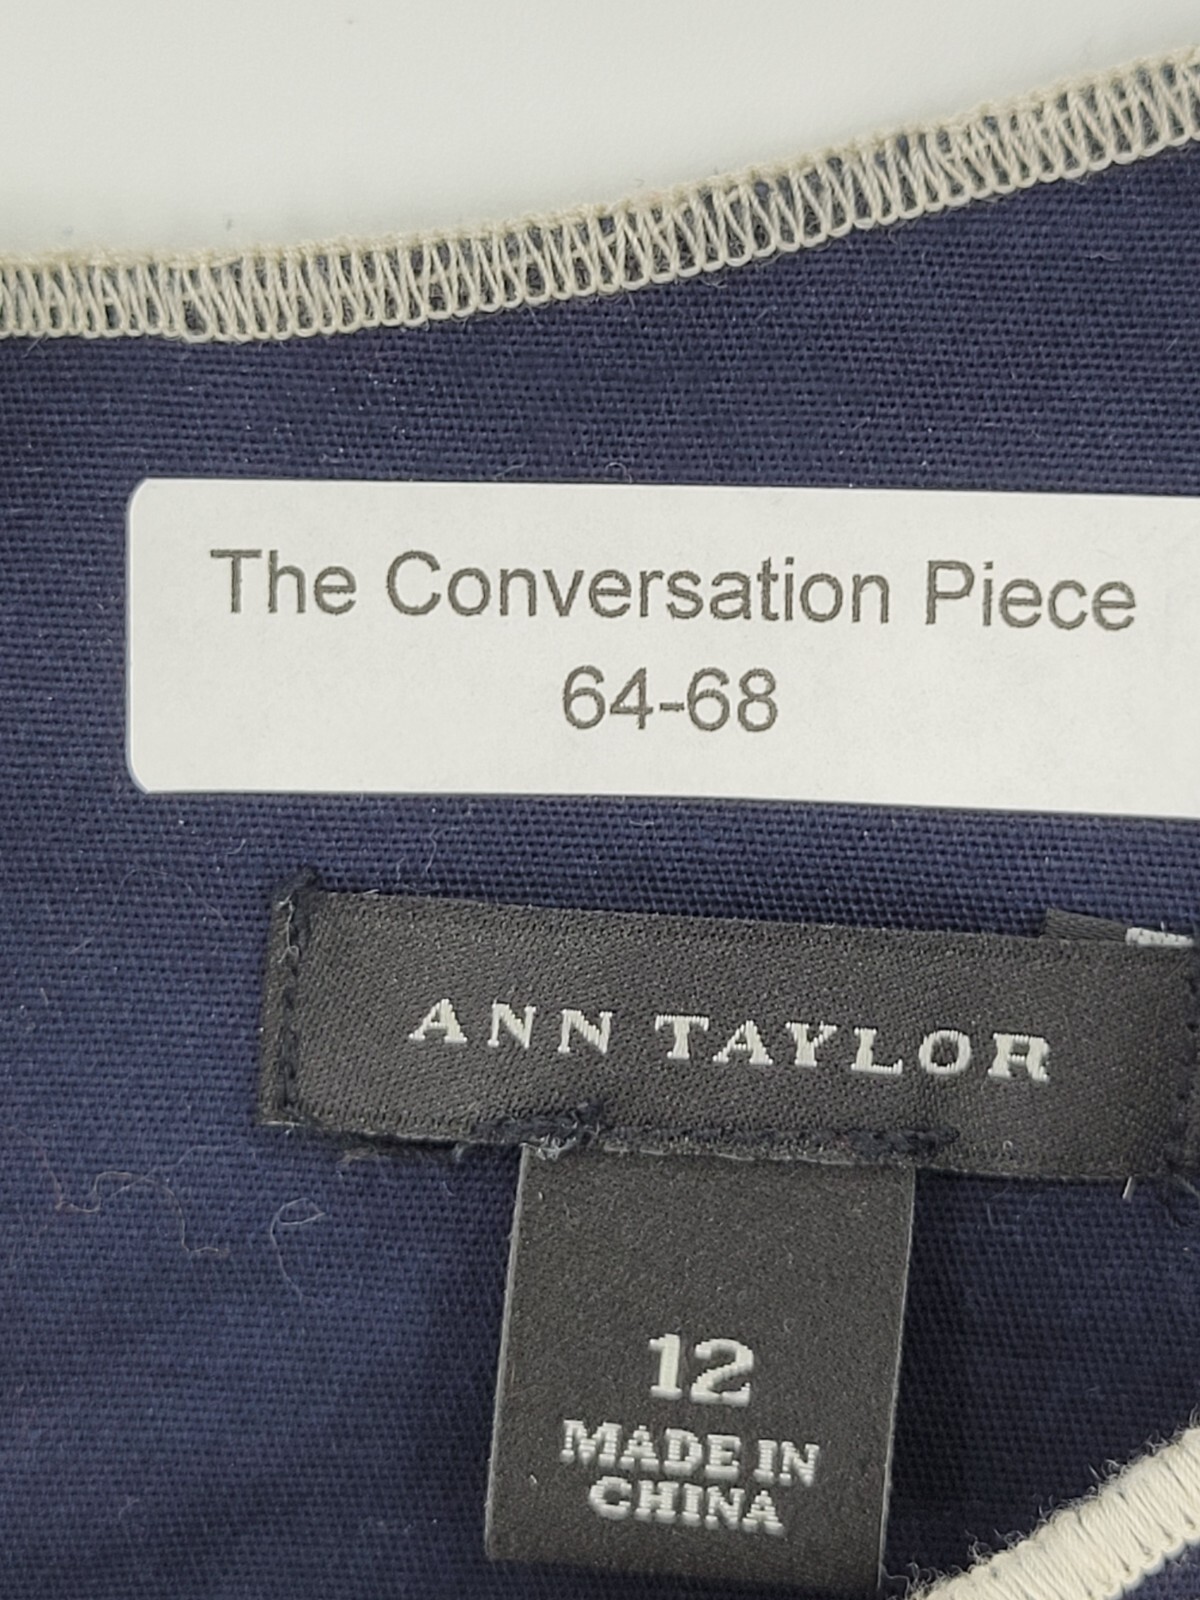 The Conversation Piece
64-68
ANN TAYLOR
12
MADE IN
CHINA